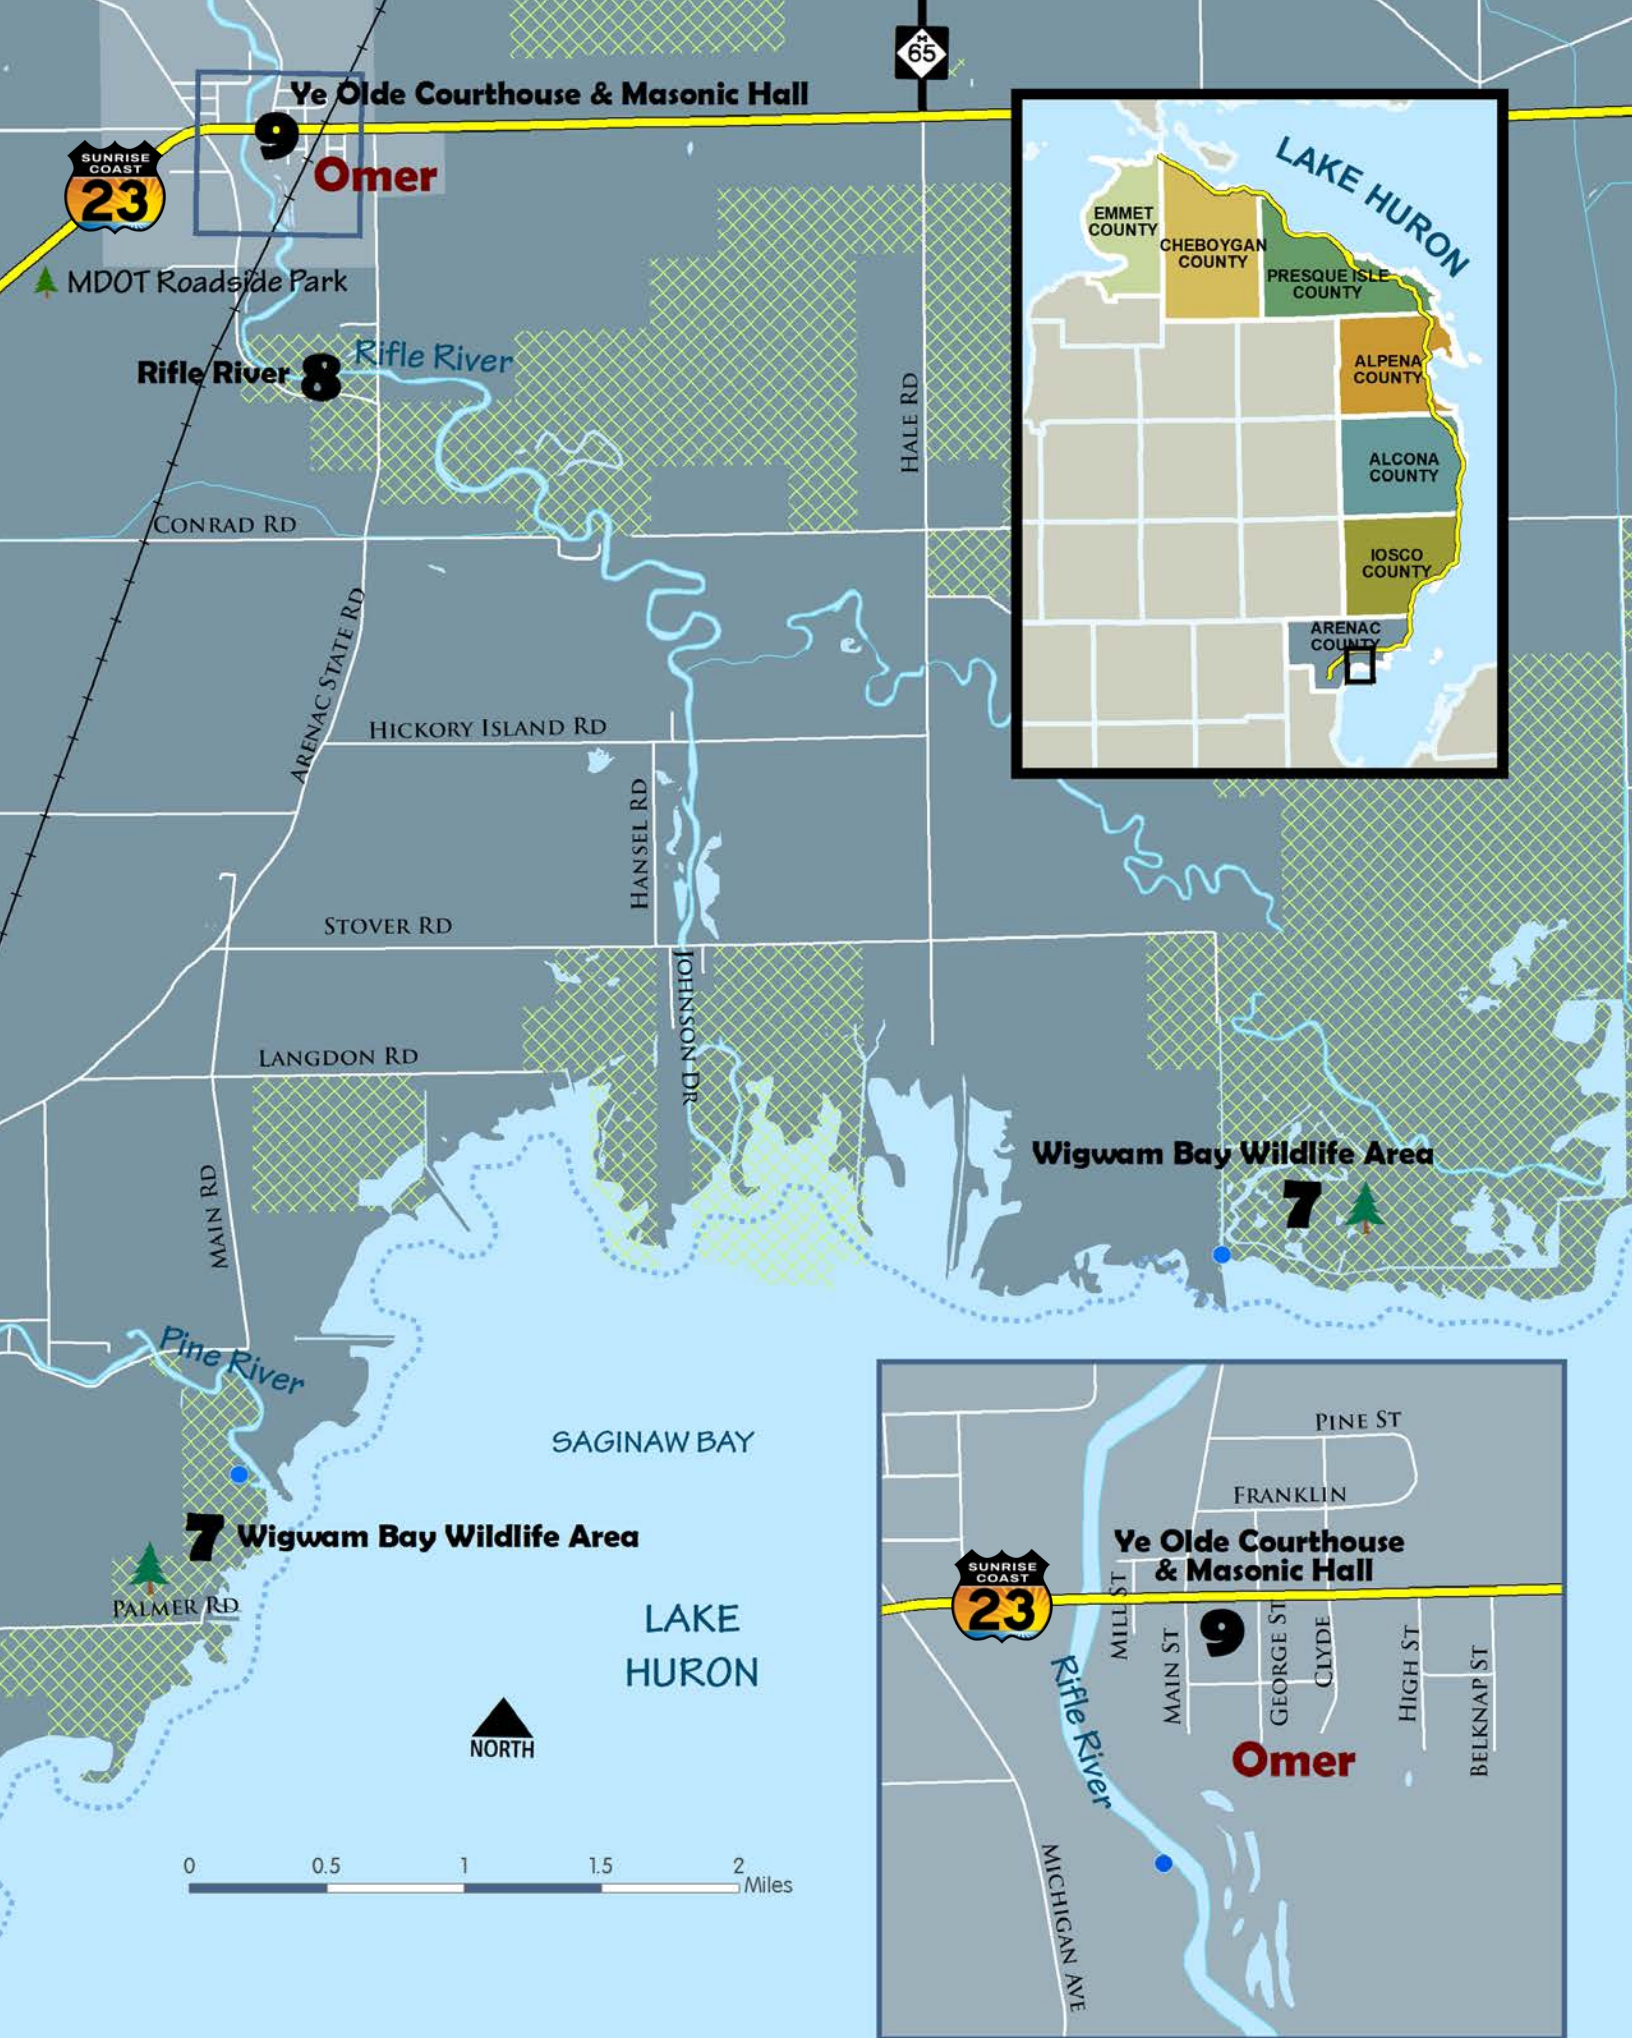 M
65
Ye Olde Courthouse & Masonic Hall
9
Omer
SUNRISE
COAST
23
MDOT Roadside Park
Rifle River
8
Rifle River
HALE RD
CONRAD RD
ARENAC STATE RD
HICKORY ISLAND RD
HANSEL RD
STOVER RD
JOHNSON DR
LANGDON RD
MAIN RD
LAKE HURON
EMMET
COUNTY
CHEBOYGAN
COUNTY
PRESQUE ISLE
COUNTY
ALPENA
COUNTY
ALCONA
COUNTY
IOSCO
COUNTY
ARENAC
COUNTY
Wigwam Bay Wildlife Area
7
Pine River
SAGINAW BAY
7 Wigwam Bay Wildlife Area
PALMER RD
LAKE
HURON
NORTH
0 0.5 1 1.5 2
Miles
PINE ST
FRANKLIN
Ye Olde Courthouse
& Masonic Hall
SUNRISE
COAST
23
9
MILL ST
MAIN ST
GEORGE ST
CLYDE
HIGH ST
BELKNAP ST
Rifle River
Omer
MICHIGAN AVE